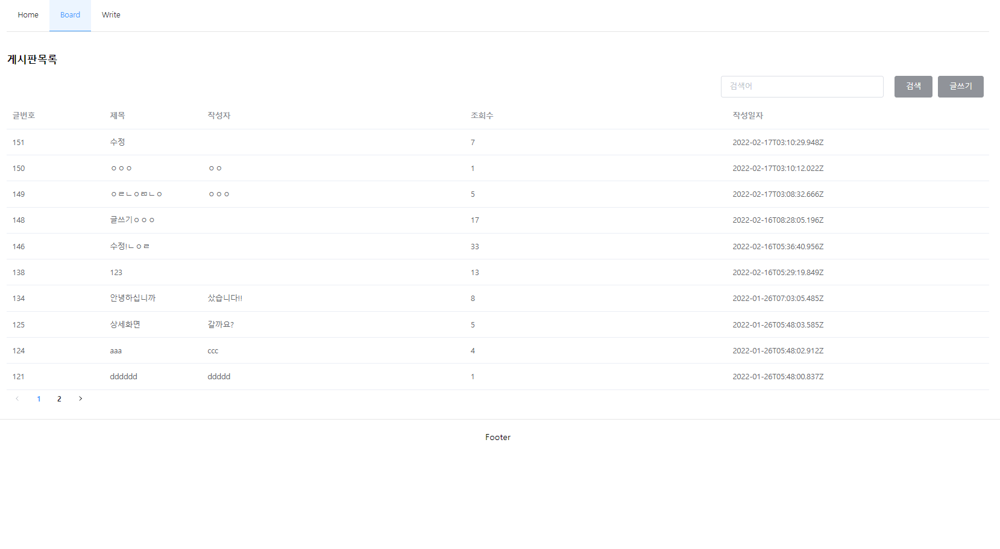 Home Board Write
게시판목록
검색어 검색 글쓰기
글번호 제목 작성자 조회수 작성일자
151 수정 7 2022-02-17T03:10:29.948Z
150 ㅇㅇㅇ ㅇㅇ 1 2022-02-17T03:10:12.022Z
149 ㅇㄹㄴㅇㄻㄴㅇ ㅇㅇㅇ 5 2022-02-17T03:08:32.666Z
148 글쓰기ㅇㅇㅇ 17 2022-02-16T08:28:05.196Z
146 수정!ㄴㅇㄹ 33 2022-02-16T05:36:40.956Z
138 123 13 2022-02-16T05:29:19.849Z
134 안녕하십니까 샀습니다!! 8 2022-01-26T07:03:05.485Z
125 상세화면 갈까요? 5 2022-01-26T05:48:03.585Z
124 aaa ccc 4 2022-01-26T05:48:02.912Z
121 dddddd ddddd 1 2022-01-26T05:48:00.837Z
1 2
Footer